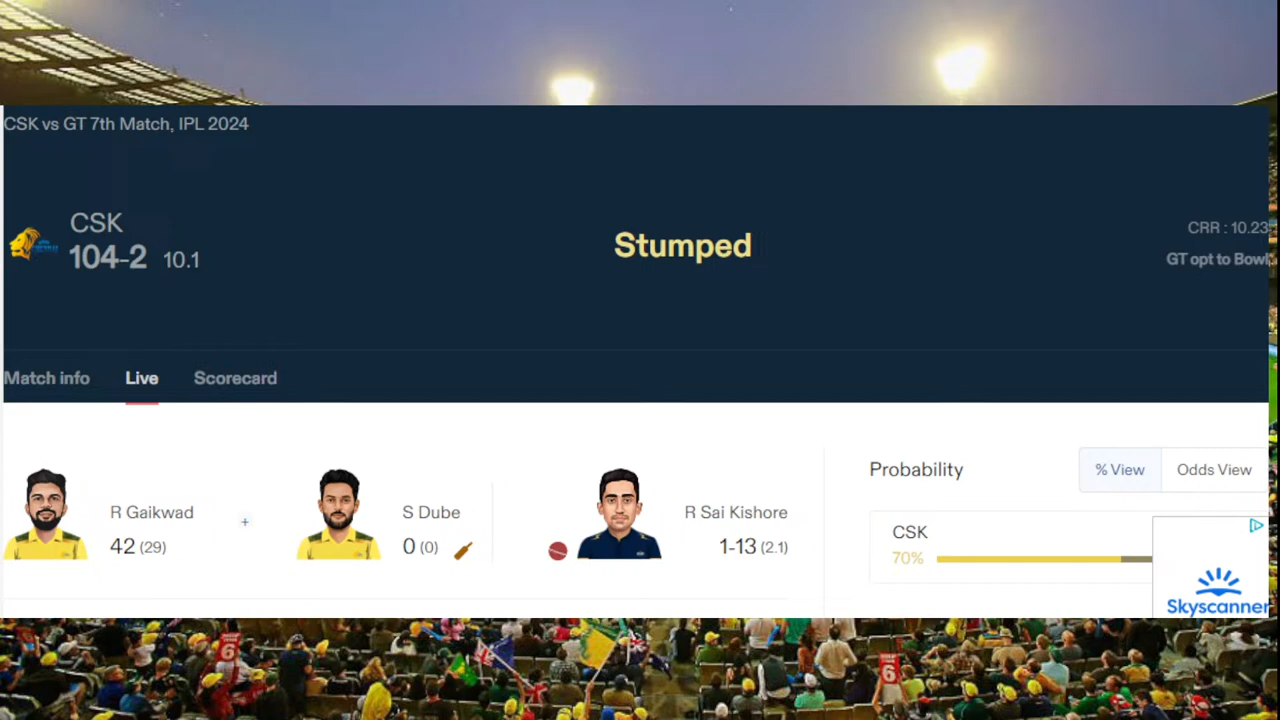 CSK vs GT 7th Match, IPL 2024
CSK
104-2 10.1
Stumped
CRR : 10.23
GT opt to Bowl
Match info Live Scorecard
R Gaikwad
42 (29)
+
S Dube
0 (0)
R Sai Kishore
1-13 (2.1)
Probability
% View Odds View
CSK
70%
Skyscanner
6
6